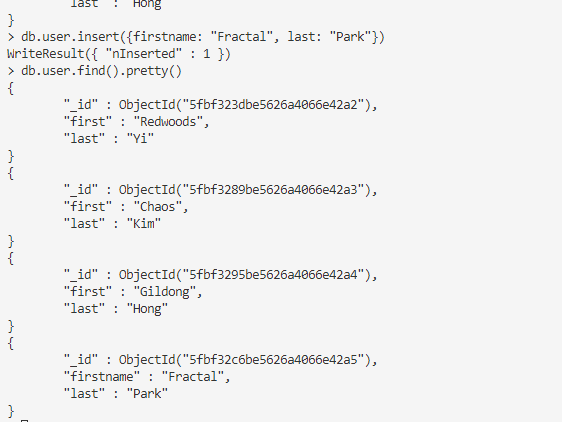 "last" : "Hong"
}
> db.user.insert({firstname: "Fractal", last: "Park"})
WriteResult({ "nInserted" : 1 })
> db.user.find().pretty()
{
"_id" : ObjectId("5fbf323dbe5626a4066e42a2"),
"first" : "Redwoods",
"last" : "Yi"
}
{
"_id" : ObjectId("5fbf3289be5626a4066e42a3"),
"first" : "Chaos",
"last" : "Kim"
}
{
"_id" : ObjectId("5fbf3295be5626a4066e42a4"),
"first" : "Gildong",
"last" : "Hong"
}
{
"_id" : ObjectId("5fbf32c6be5626a4066e42a5"),
"firstname" : "Fractal",
"last" : "Park"
}